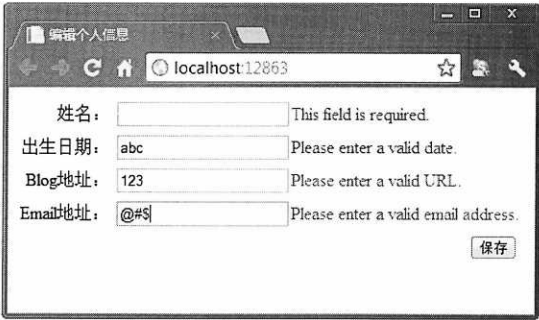 编辑个人信息
localhost:12863
姓名： This field is required.
出生日期： abc Please enter a valid date.
Blog地址： 123 Please enter a valid URL.
Email地址： @#$ Please enter a valid email address.
保存